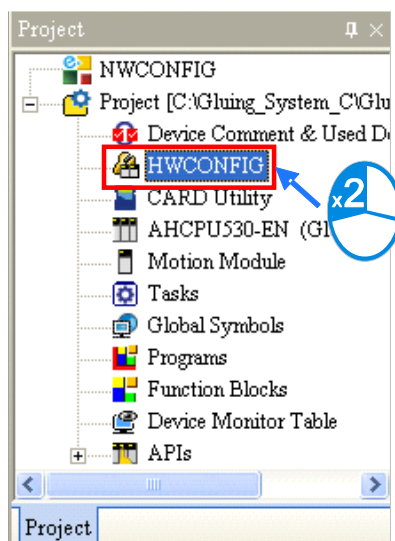 Project
NWCONFIG
Project [C:\Gluing_System_C\Glu
Device Comment & Used D
HWCONFIG
x2
CARD Utility
AHCPU530-EN (Gl
Motion Module
Tasks
Global Symbols
Programs
Function Blocks
Device Monitor Table
APIs
Project